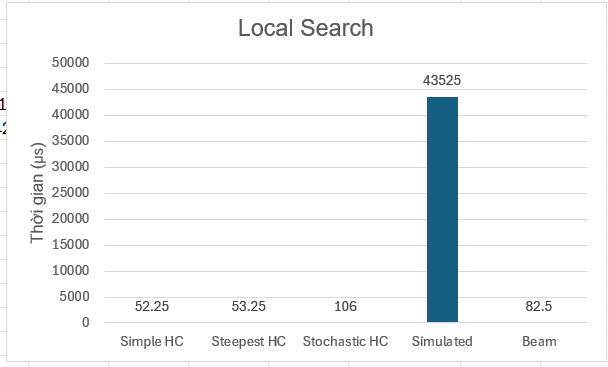 Local Search
Thời gian (µs)
50000
45000
40000
35000
30000
25000
20000
15000
10000
5000
0
52.25
53.25
106
43525
82.5
Simple HC
Steepest HC
Stochastic HC
Simulated
Beam